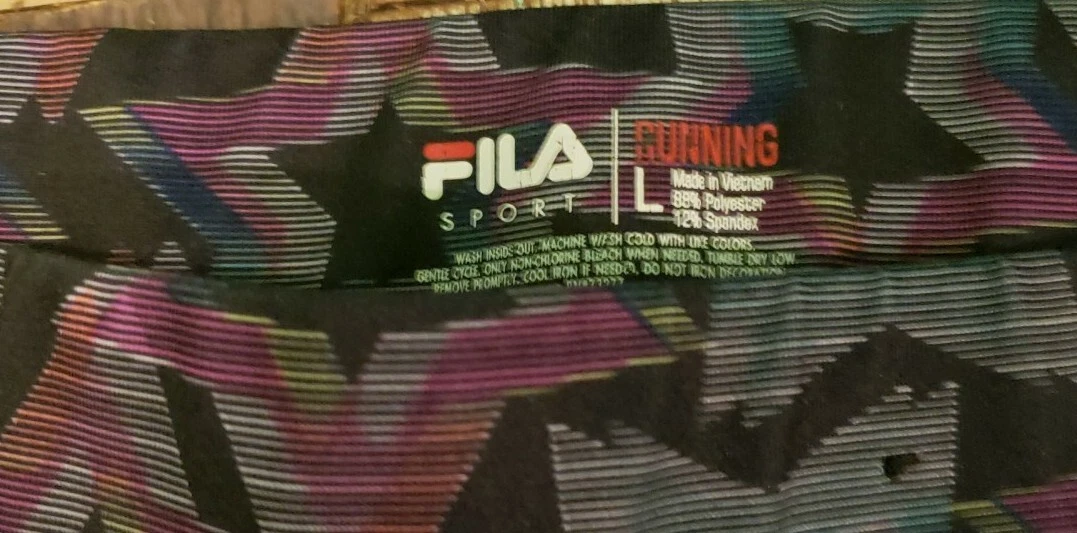 FILA
SPORT
CUNNING
L
Made in Vietnam
88% Polyester
12% Spandex
WASH INSIDE OUT. MACHINE WASH COLD WITH LIKE COLORS.
GENTLE CYCLE. ONLY NON-CHLORINE BLEACH WHEN NEEDED. TUMBLE DRY LOW.
REMOVE PROMPTLY. COOL IRON IF NEEDED. DO NOT IRON DECORATION.